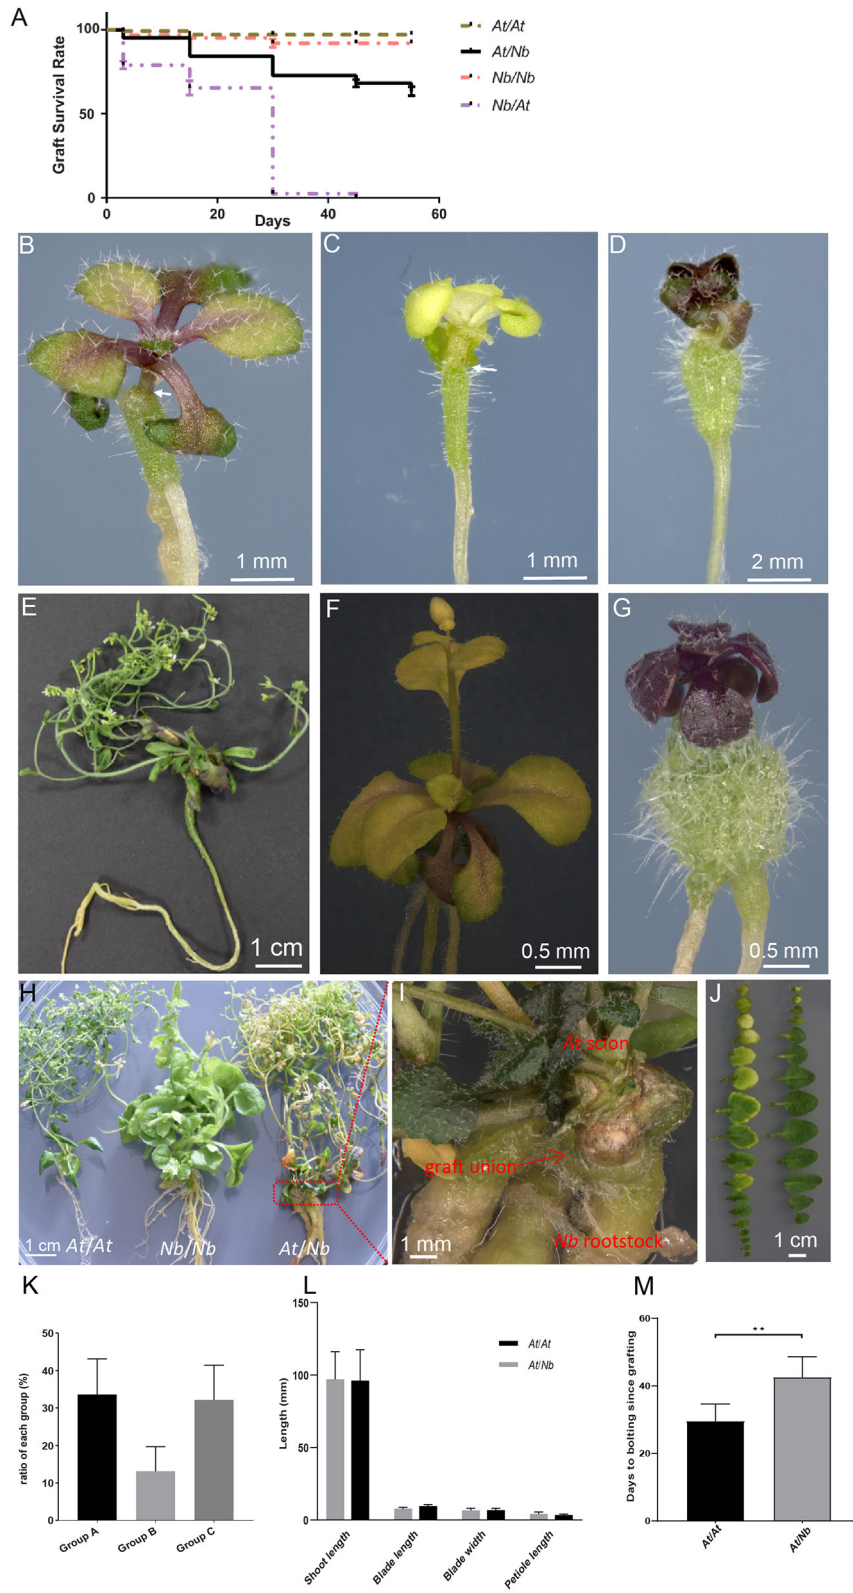 A
Graft Survival Rate
100
50
0
0
20
40
60
Days
At/At
At/Nb
Nb/Nb
Nb/At
B
1 mm
C
1 mm
D
2 mm
E
1 cm
F
0.5 mm
G
0.5 mm
H
1 cm
At/At
Nb/Nb
At/Nb
I
At scion
graft union
Nb rootstock
1 mm
J
1 cm
K
ratio of each group (%)
50
40
30
20
10
0
Group A
Group B
Group C
L
Length (mm)
150
100
50
0
At/At
At/Nb
Shoot length
Blade length
Blade width
Petiole length
M
Days to bolting since grafting
60
40
20
0
**
At/At
At/Nb